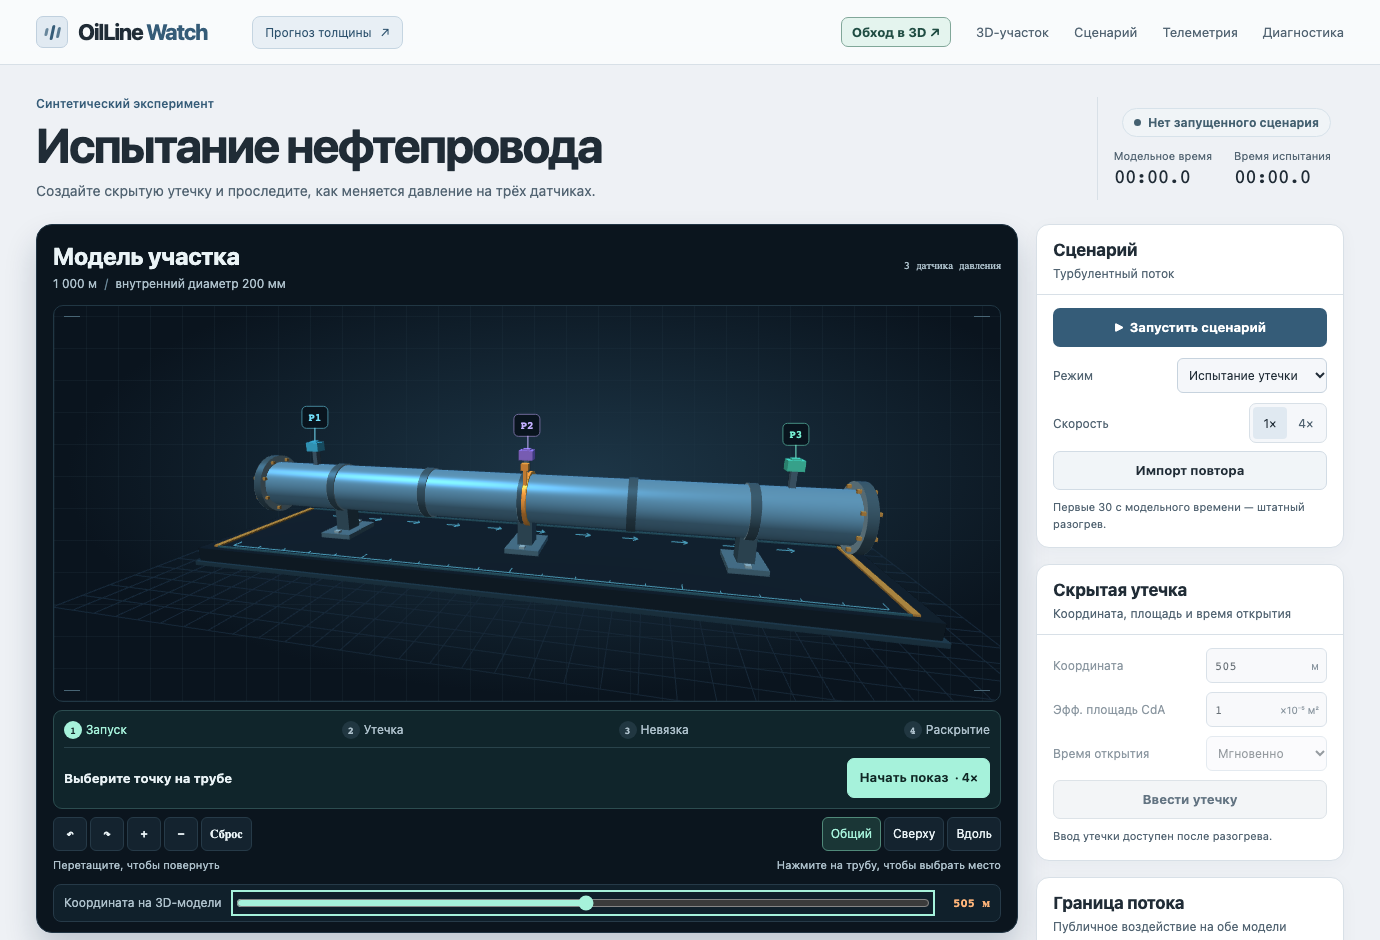 OilLine Watch
Прогноз толщины ↗
Обход в 3D ↗
3D-участок
Сценарий
Телеметрия
Диагностика
Синтетический эксперимент
Испытание нефтепровода
Создайте скрытую утечку и проследите, как меняется давление на трёх датчиках.
Нет запущенного сценария
Модельное время
Время испытания
00:00.0
00:00.0
Модель участка
1 000 м / внутренний диаметр 200 мм
3 датчика давления
P1
P2
P3
1 Запуск
2 Утечка
3 Невязка
4 Раскрытие
Выберите точку на трубе
Начать показ · 4×
↶
↷
+
−
Сброс
Общий
Сверху
Вдоль
Перетащите, чтобы повернуть
Нажмите на трубу, чтобы выбрать место
Координата на 3D-модели
505 м
Сценарий
Турбулентный поток
▶ Запустить сценарий
Режим
Испытание утечки
Скорость
1×
4×
Импорт повтора
Первые 30 с модельного времени — штатный
разогрев.
Скрытая утечка
Координата, площадь и время открытия
Координата
505 м
Эфф. площадь CdA
1 ×10⁻⁵ м²
Время открытия
Мгновенно
Ввести утечку
Ввод утечки доступен после разогрева.
Граница потока
Публичное воздействие на обе модели